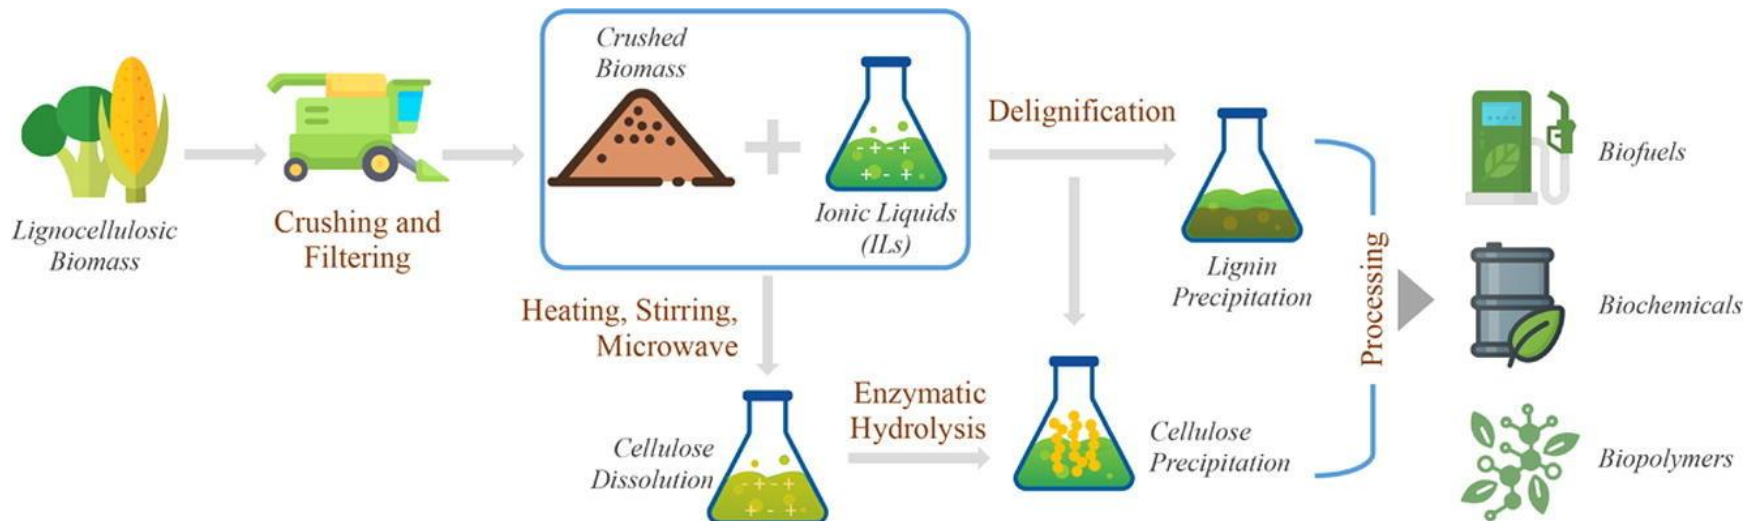 Lignocellulosic
Biomass
Crushing and
Filtering
Crushed
Biomass
- + - +
+ - +
Ionic Liquids
(ILs)
Delignification
Lignin
Precipitation
Heating, Stirring,
Microwave
Cellulose
Dissolution
- + - +
+ - +
Enzymatic
Hydrolysis
Cellulose
Precipitation
Processing
Biofuels
Biochemicals
Biopolymers